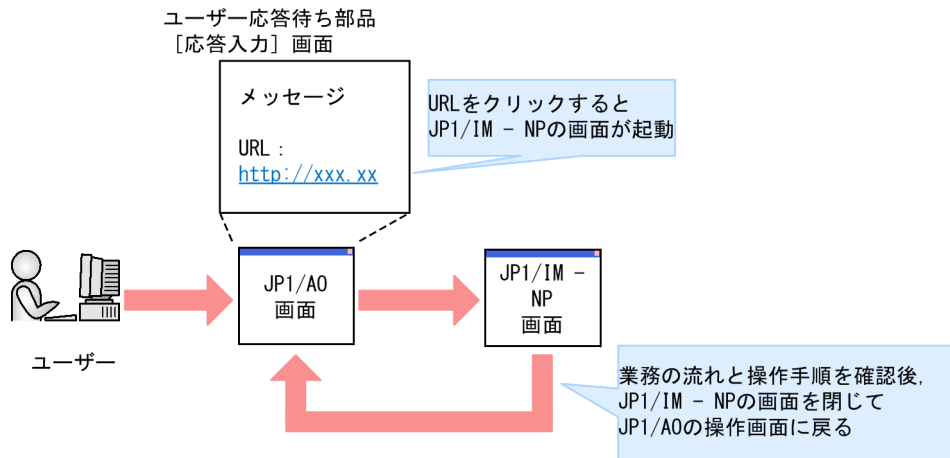 ユーザー応答待ち部品
［応答入力］画面
メッセージ
URL：
http://xxx.xx
URLをクリックすると
JP1/IM − NPの画面が起動
JP1/AO
画面
JP1/IM −
NP
画面
ユーザー
業務の流れと操作手順を確認後,
JP1/IM − NPの画面を閉じて
JP1/AOの操作画面に戻る